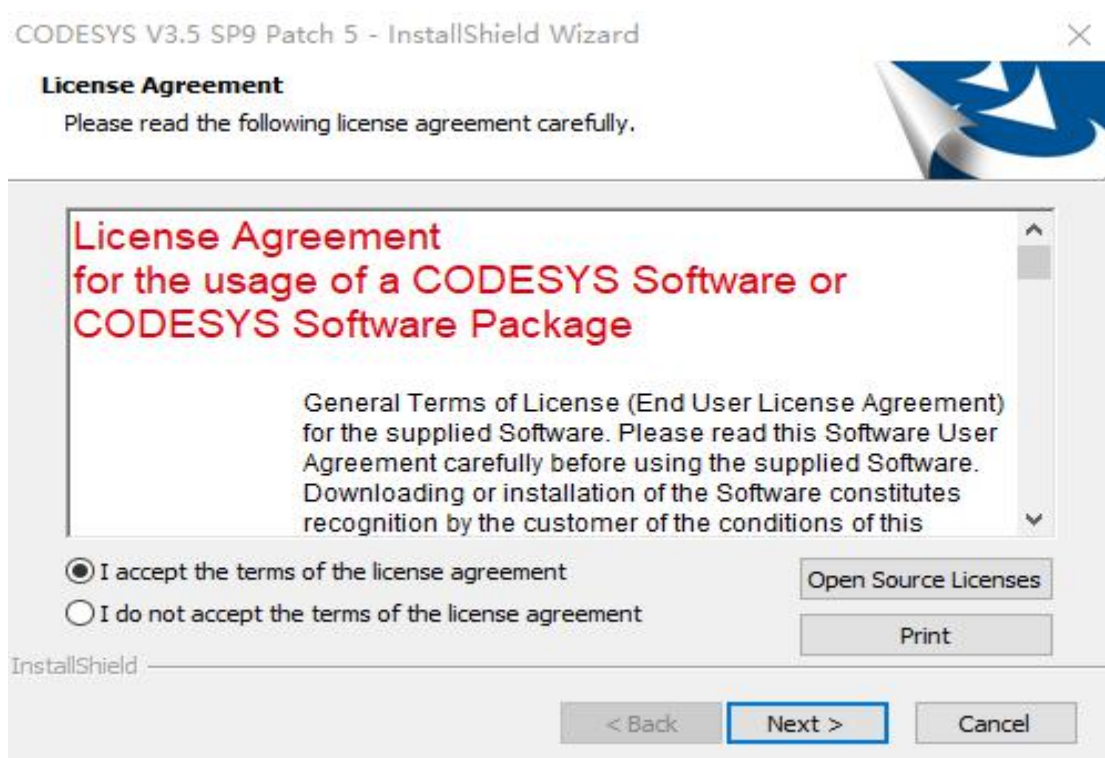 CODESYS V3.5 SP9 Patch 5 - InstallShield Wizard
License Agreement
Please read the following license agreement carefully.
License Agreement
for the usage of a CODESYS Software or
CODESYS Software Package
General Terms of License (End User License Agreement)
for the supplied Software. Please read this Software User
Agreement carefully before using the supplied Software.
Downloading or installation of the Software constitutes
recognition by the customer of the conditions of this
I accept the terms of the license agreement
Open Source Licenses
I do not accept the terms of the license agreement
Print
InstallShield
< Back
Next >
Cancel